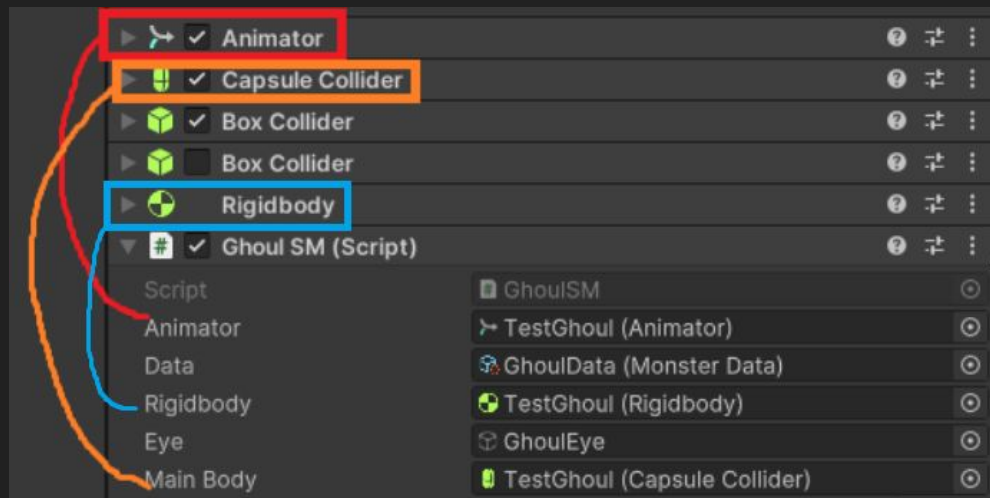 Animator
Capsule Collider
Box Collider
Box Collider
Rigidbody
# Ghoul SM (Script)
Script # GhoulSM
Animator TestGhoul (Animator)
Data GhoulData (Monster Data)
Rigidbody TestGhoul (Rigidbody)
Eye GhoulEye
Main Body TestGhoul (Capsule Collider)